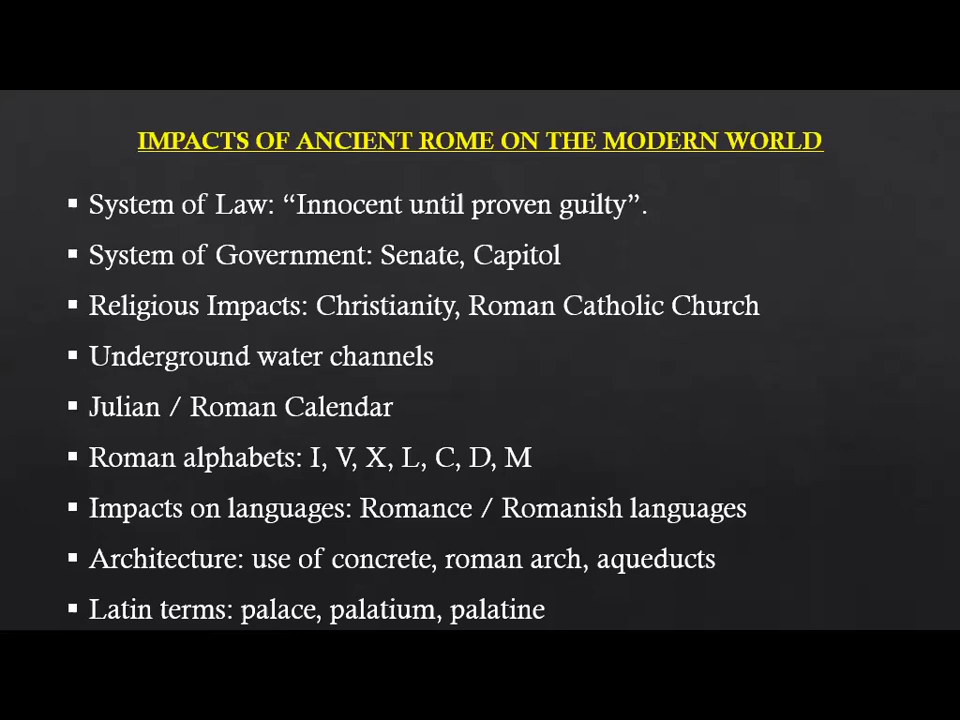 IMPACTS OF ANCIENT ROME ON THE MODERN WORLD
▪ System of Law: “Innocent until proven guilty”.
▪ System of Government: Senate, Capitol
▪ Religious Impacts: Christianity, Roman Catholic Church
▪ Underground water channels
▪ Julian / Roman Calendar
▪ Roman alphabets: I, V, X, L, C, D, M
▪ Impacts on languages: Romance / Romanish languages
▪ Architecture: use of concrete, roman arch, aqueducts
▪ Latin terms: palace, palatium, palatine